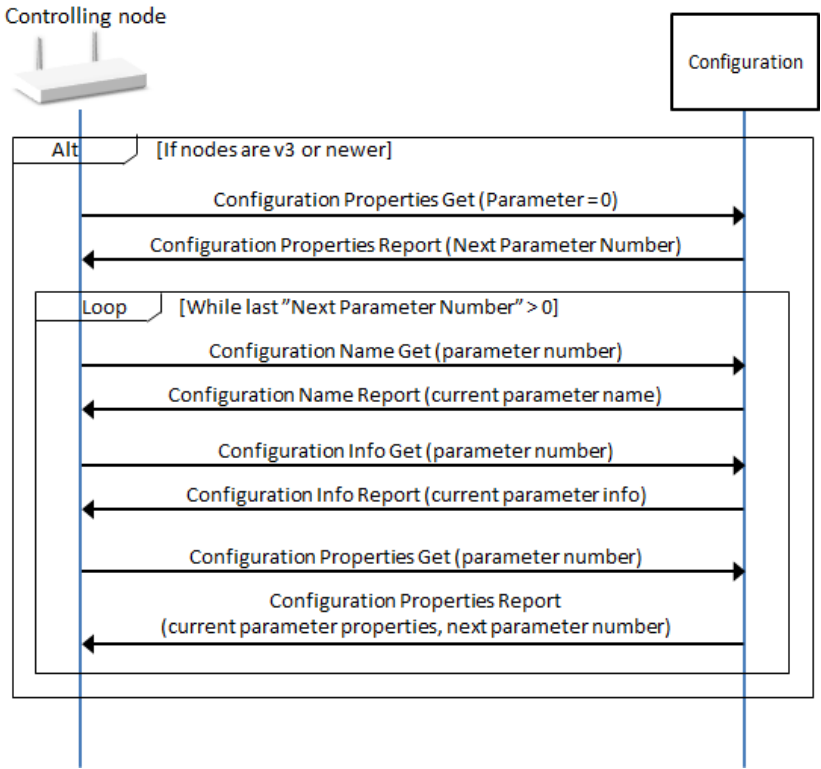 Controlling node
Configuration
Alt
[If nodes are v3 or newer]
Configuration Properties Get (Parameter = 0)
Configuration Properties Report (Next Parameter Number)
Loop
[While last ”Next Parameter Number” > 0]
Configuration Name Get (parameter number)
Configuration Name Report (current parameter name)
Configuration Info Get (parameter number)
Configuration Info Report (current parameter info)
Configuration Properties Get (parameter number)
Configuration Properties Report
(current parameter properties, next parameter number)